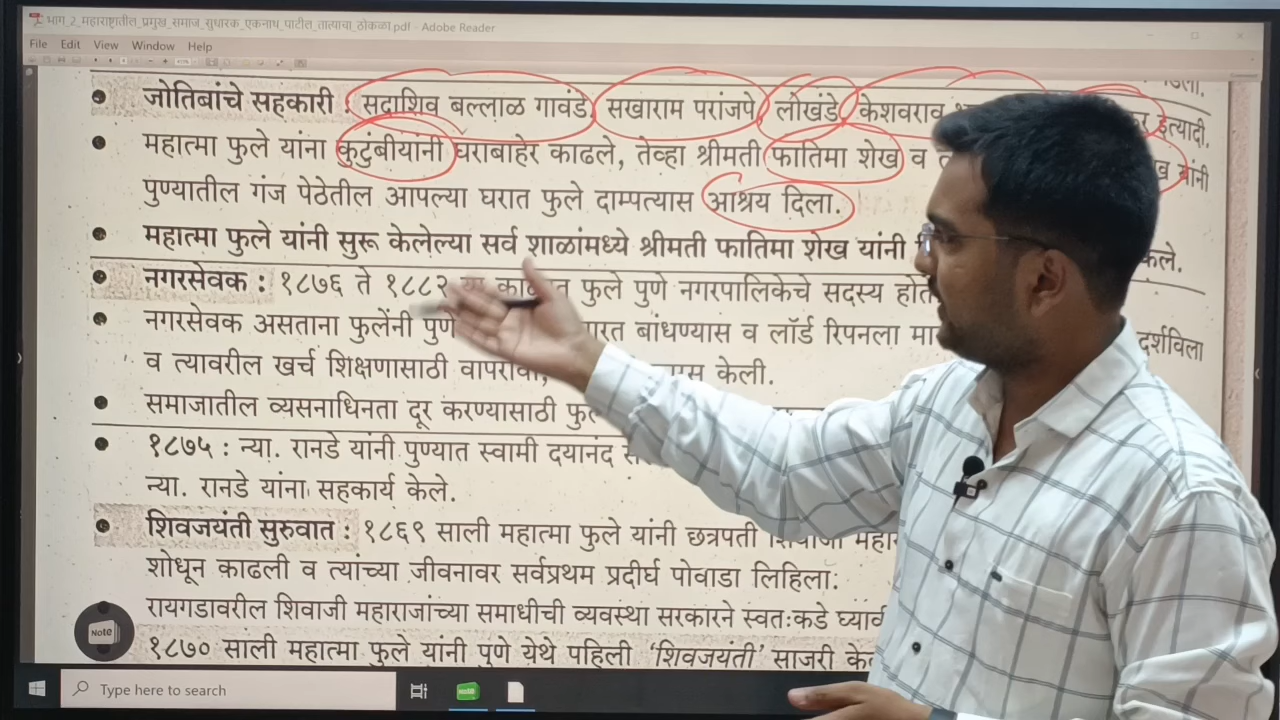 भाग_2_महाराष्ट्रातील_प्रमुख_समाज_सुधारक_एकनाथ_पाटील_तात्याचा_ठोकळा.pdf - Adobe Reader
File Edit View Window Help
जोतिबांचे सहकारी : सदाशिव बल्लाळ गावंडे, सखाराम परांजपे, लोखंडे, केशवराव इत्यादी.
महात्मा फुले यांना कुटुंबीयांनी घराबाहेर काढले, तेव्हा श्रीमती फातिमा शेख व यांनी
पुण्यातील गंज पेठेतील आपल्या घरात फुले दाम्पत्यास आश्रय दिला.
महात्मा फुले यांनी सुरू केलेल्या सर्व शाळांमध्ये श्रीमती फातिमा शेख यांनी केले.
नगरसेवक : १८७६ ते १८८२ या काळात फुले पुणे नगरपालिकेचे सदस्य होते
नगरसेवक असताना फुलेंनी पुणे बांधण्यास व लॉर्ड रिपनला दर्शविला
व त्यावरील खर्च शिक्षणासाठी वापरावा, केली.
समाजातील व्यसनाधिनता दूर करण्यासाठी
१८७५ : न्या. रानडे यांनी पुण्यात स्वामी दयानंद
न्या. रानडे यांना सहकार्य केले.
शिवजयंती सुरुवात : १८६९ साली महात्मा फुले यांनी छत्रपती शिवाजी
शोधून काढली व त्यांच्या जीवनावर सर्वप्रथम प्रदीर्घ पोवाडा लिहिला.
रायगडावरील शिवाजी महाराजांच्या समाधीची व्यवस्था सरकारने स्वतःकडे
१८७० साली महात्मा फुले यांनी पुणे येथे पहिली 'शिवजयंती' साजरी
Note
Type here to search